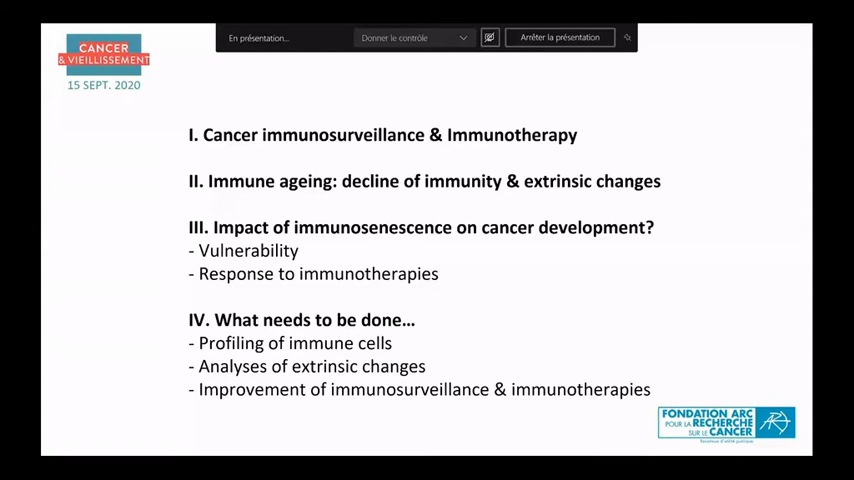 En présentation...
Donner le contrôle
Arrêter la présentation
CANCER
& VIEILLISSEMENT
15 SEPT. 2020
I. Cancer immunosurveillance & Immunotherapy
II. Immune ageing: decline of immunity & extrinsic changes
III. Impact of immunosenescence on cancer development?
- Vulnerability
- Response to immunotherapies
IV. What needs to be done...
- Profiling of immune cells
- Analyses of extrinsic changes
- Improvement of immunosurveillance & immunotherapies
FONDATION ARC
POUR LA RECHERCHE
SUR LE CANCER
Reconnue d'utilité publique